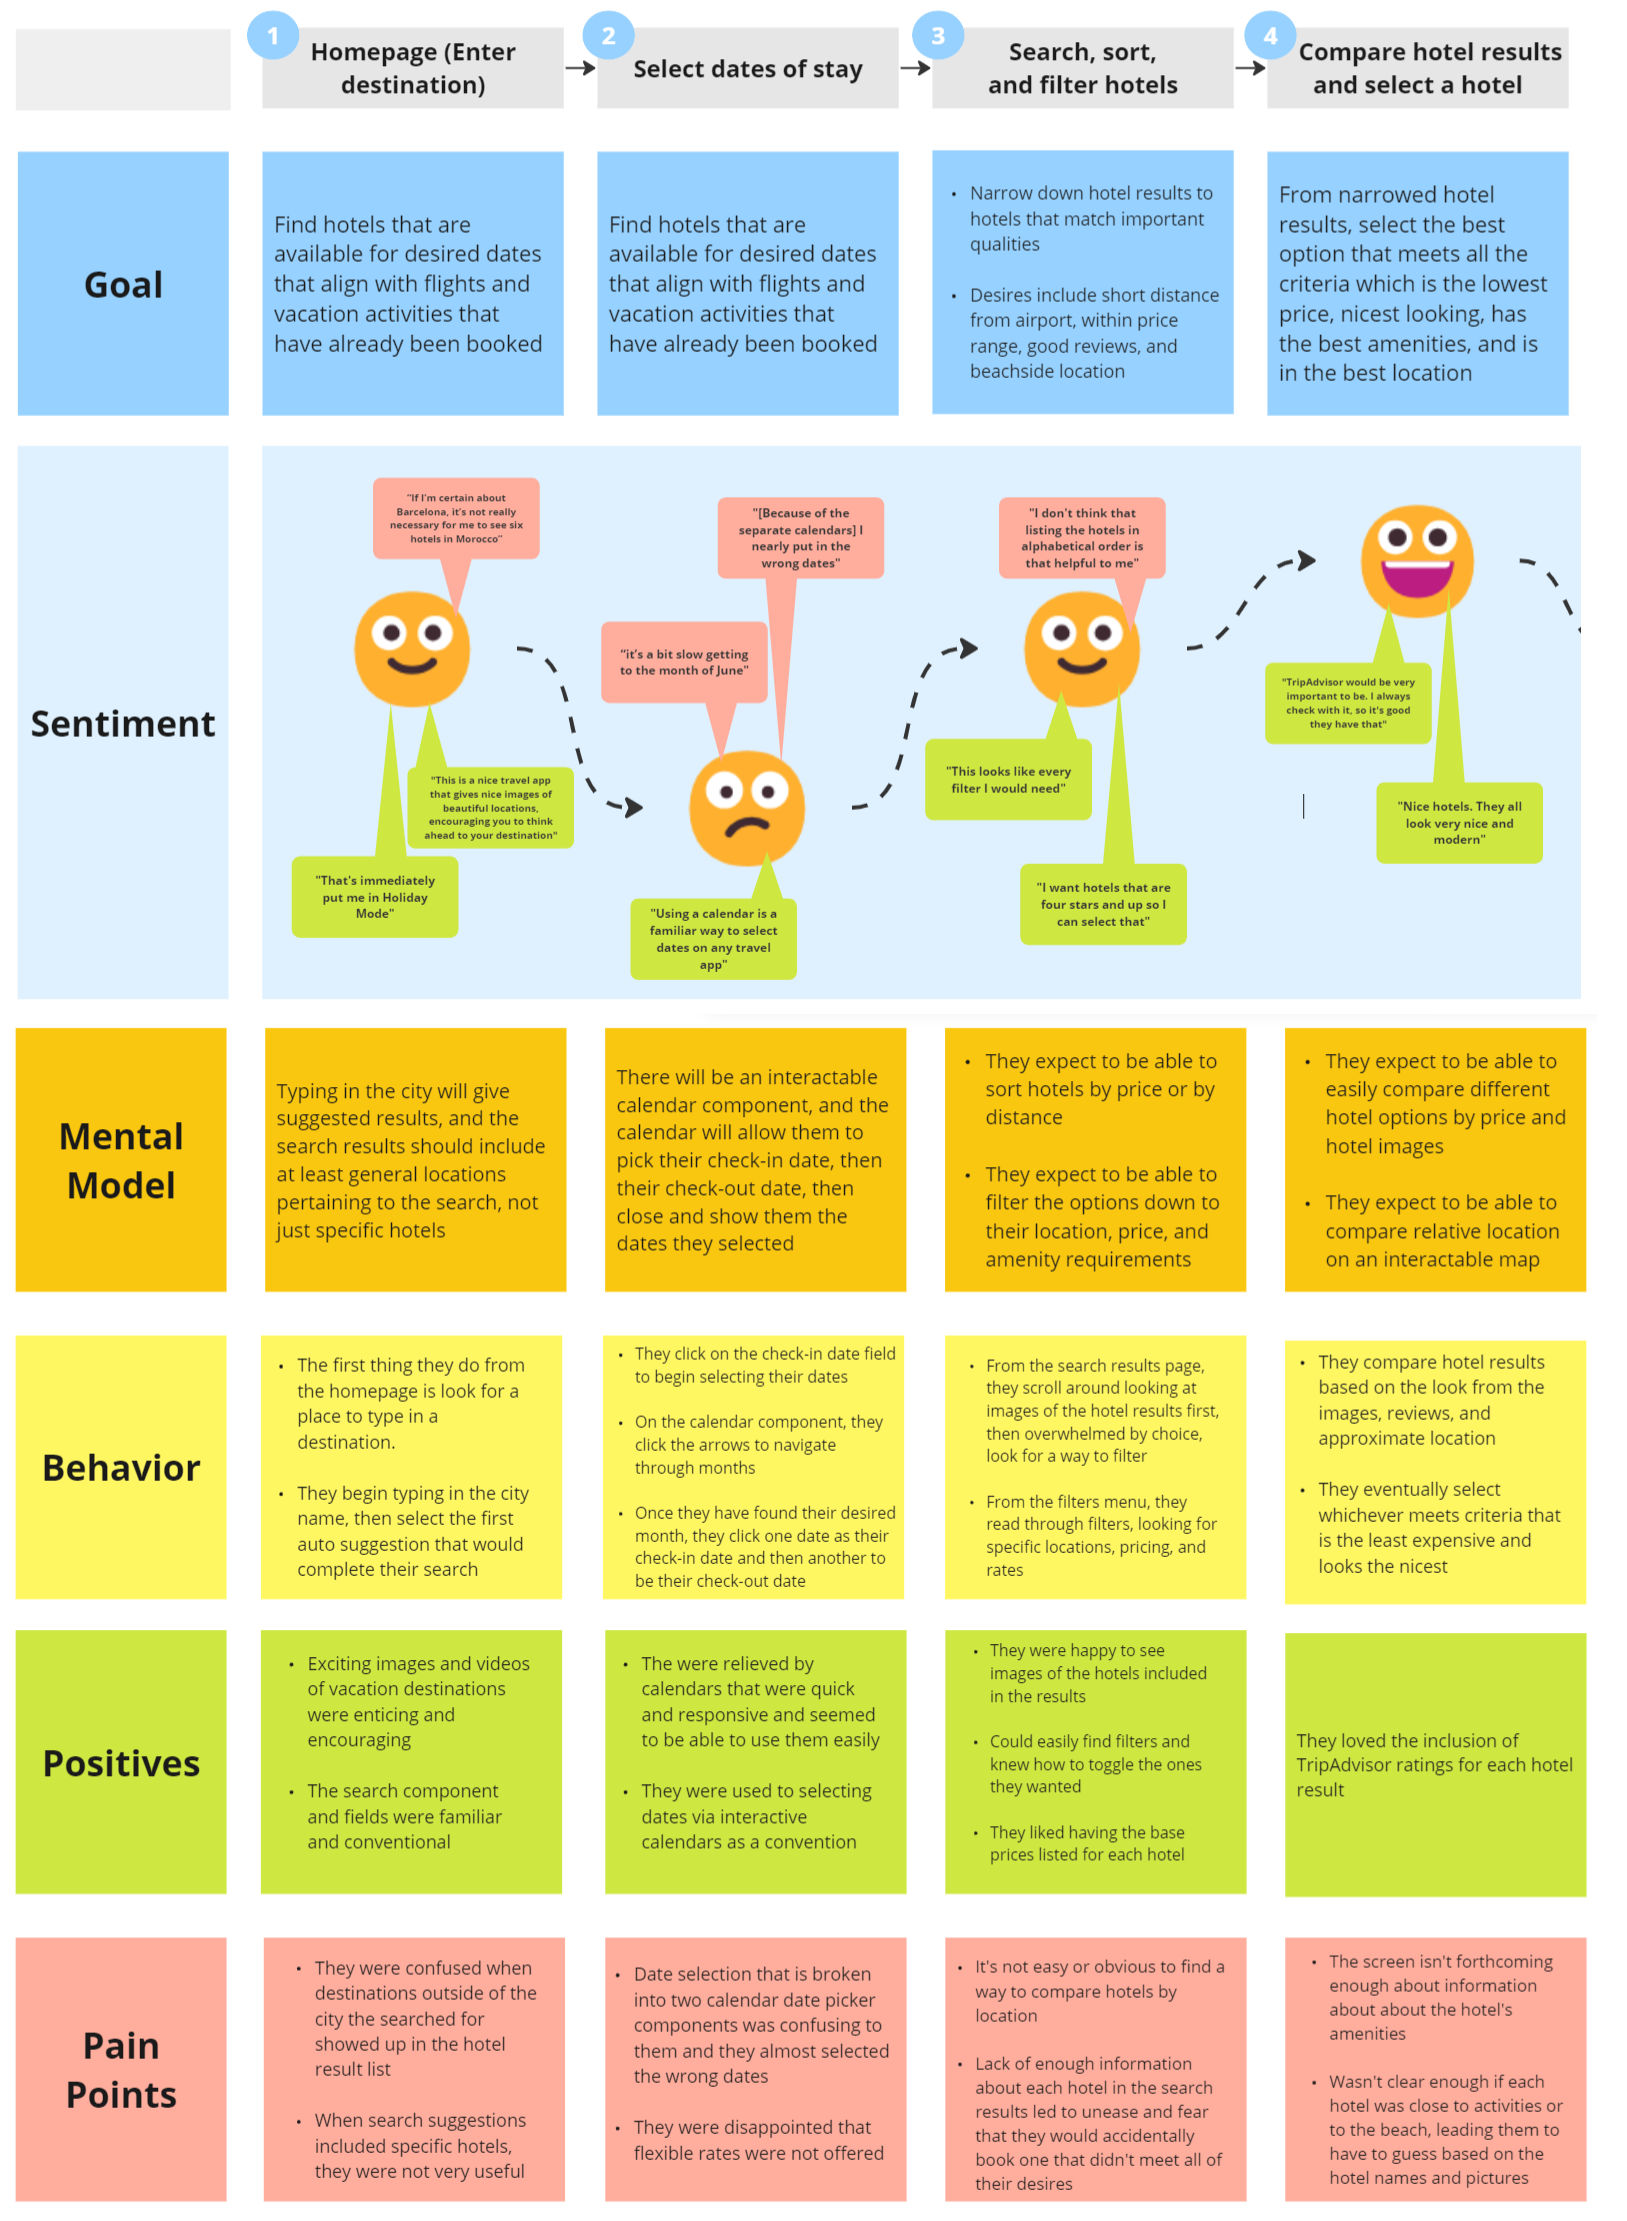 1
Homepage (Enter
destination)
2
Select dates of stay
3
Search, sort,
and filter hotels
4
Compare hotel results
and select a hotel
Goal
Find hotels that are
available for desired dates
that align with flights and
vacation activities that
have already been booked
Find hotels that are
available for desired dates
that align with flights and
vacation activities that
have already been booked
• Narrow down hotel results to
hotels that match important
qualities
• Desires include short distance
from airport, within price
range, good reviews, and
beachside location
From narrowed hotel
results, select the best
option that meets all the
criteria which is the lowest
price, nicest looking, has
the best amenities, and is
in the best location
Sentiment
"If I'm certain about
Barcelona, it's not really
necessary for me to see six
hotels in Morocco"
"This is a nice travel app
that gives nice images of
beautiful locations,
encouraging you to think
ahead to your destination"
"That's immediately
put me in Holiday
Mode"
"[Because of the
separate calendars] I
nearly put in the
wrong dates"
"it's a bit slow getting
to the month of June"
"Using a calendar is a
familiar way to select
dates on any travel
app"
"I don't think that
listing the hotels in
alphabetical order is
that helpful to me"
"This looks like every
filter I would need"
"I want hotels that are
four stars and up so I
can select that"
"TripAdvisor would be very
important to be. I always
check with it, so it's good
they have that"
"Nice hotels. They all
look very nice and
modern"
Mental
Model
Typing in the city will give
suggested results, and the
search results should include
at least general locations
pertaining to the search, not
just specific hotels
There will be an interactable
calendar component, and the
calendar will allow them to
pick their check-in date, then
their check-out date, then
close and show them the
dates they selected
• They expect to be able to
sort hotels by price or by
distance
• They expect to be able to
filter the options down to
their location, price, and
amenity requirements
• They expect to be able to
easily compare different
hotel options by price and
hotel images
• They expect to be able to
compare relative location
on an interactable map
Behavior
• The first thing they do from
the homepage is look for a
place to type in a
destination.
• They begin typing in the city
name, then select the first
auto suggestion that would
complete their search
• They click on the check-in date field
to begin selecting their dates
• On the calendar component, they
click the arrows to navigate
through months
• Once they have found their desired
month, they click one date as their
check-in date and then another to
be their check-out date
• From the search results page,
they scroll around looking at
images of the hotel results first,
then overwhelmed by choice,
look for a way to filter
• From the filters menu, they
read through filters, looking for
specific locations, pricing, and
rates
• They compare hotel results
based on the look from the
images, reviews, and
approximate location
• They eventually select
whichever meets criteria that
is the least expensive and
looks the nicest
Positives
• Exciting images and videos
of vacation destinations
were enticing and
encouraging
• The search component
and fields were familiar
and conventional
• The were relieved by
calendars that were quick
and responsive and seemed
to be able to use them easily
• They were used to selecting
dates via interactive
calendars as a convention
• They were happy to see
images of the hotels included
in the results
• Could easily find filters and
knew how to toggle the ones
they wanted
• They liked having the base
prices listed for each hotel
They loved the inclusion of
TripAdvisor ratings for each hotel
result
Pain
Points
• They were confused when
destinations outside of the
city the searched for
showed up in the hotel
result list
• When search suggestions
included specific hotels,
they were not very useful
• Date selection that is broken
into two calendar date picker
components was confusing to
them and they almost selected
the wrong dates
• They were disappointed that
flexible rates were not offered
• It's not easy or obvious to find a
way to compare hotels by
location
• Lack of enough information
about each hotel in the search
results led to unease and fear
that they would accidentally
book one that didn't meet all of
their desires
• The screen isn't forthcoming
enough about information
about about the hotel's
amenities
• Wasn't clear enough if each
hotel was close to activities or
to the beach, leading them to
have to guess based on the
hotel names and pictures